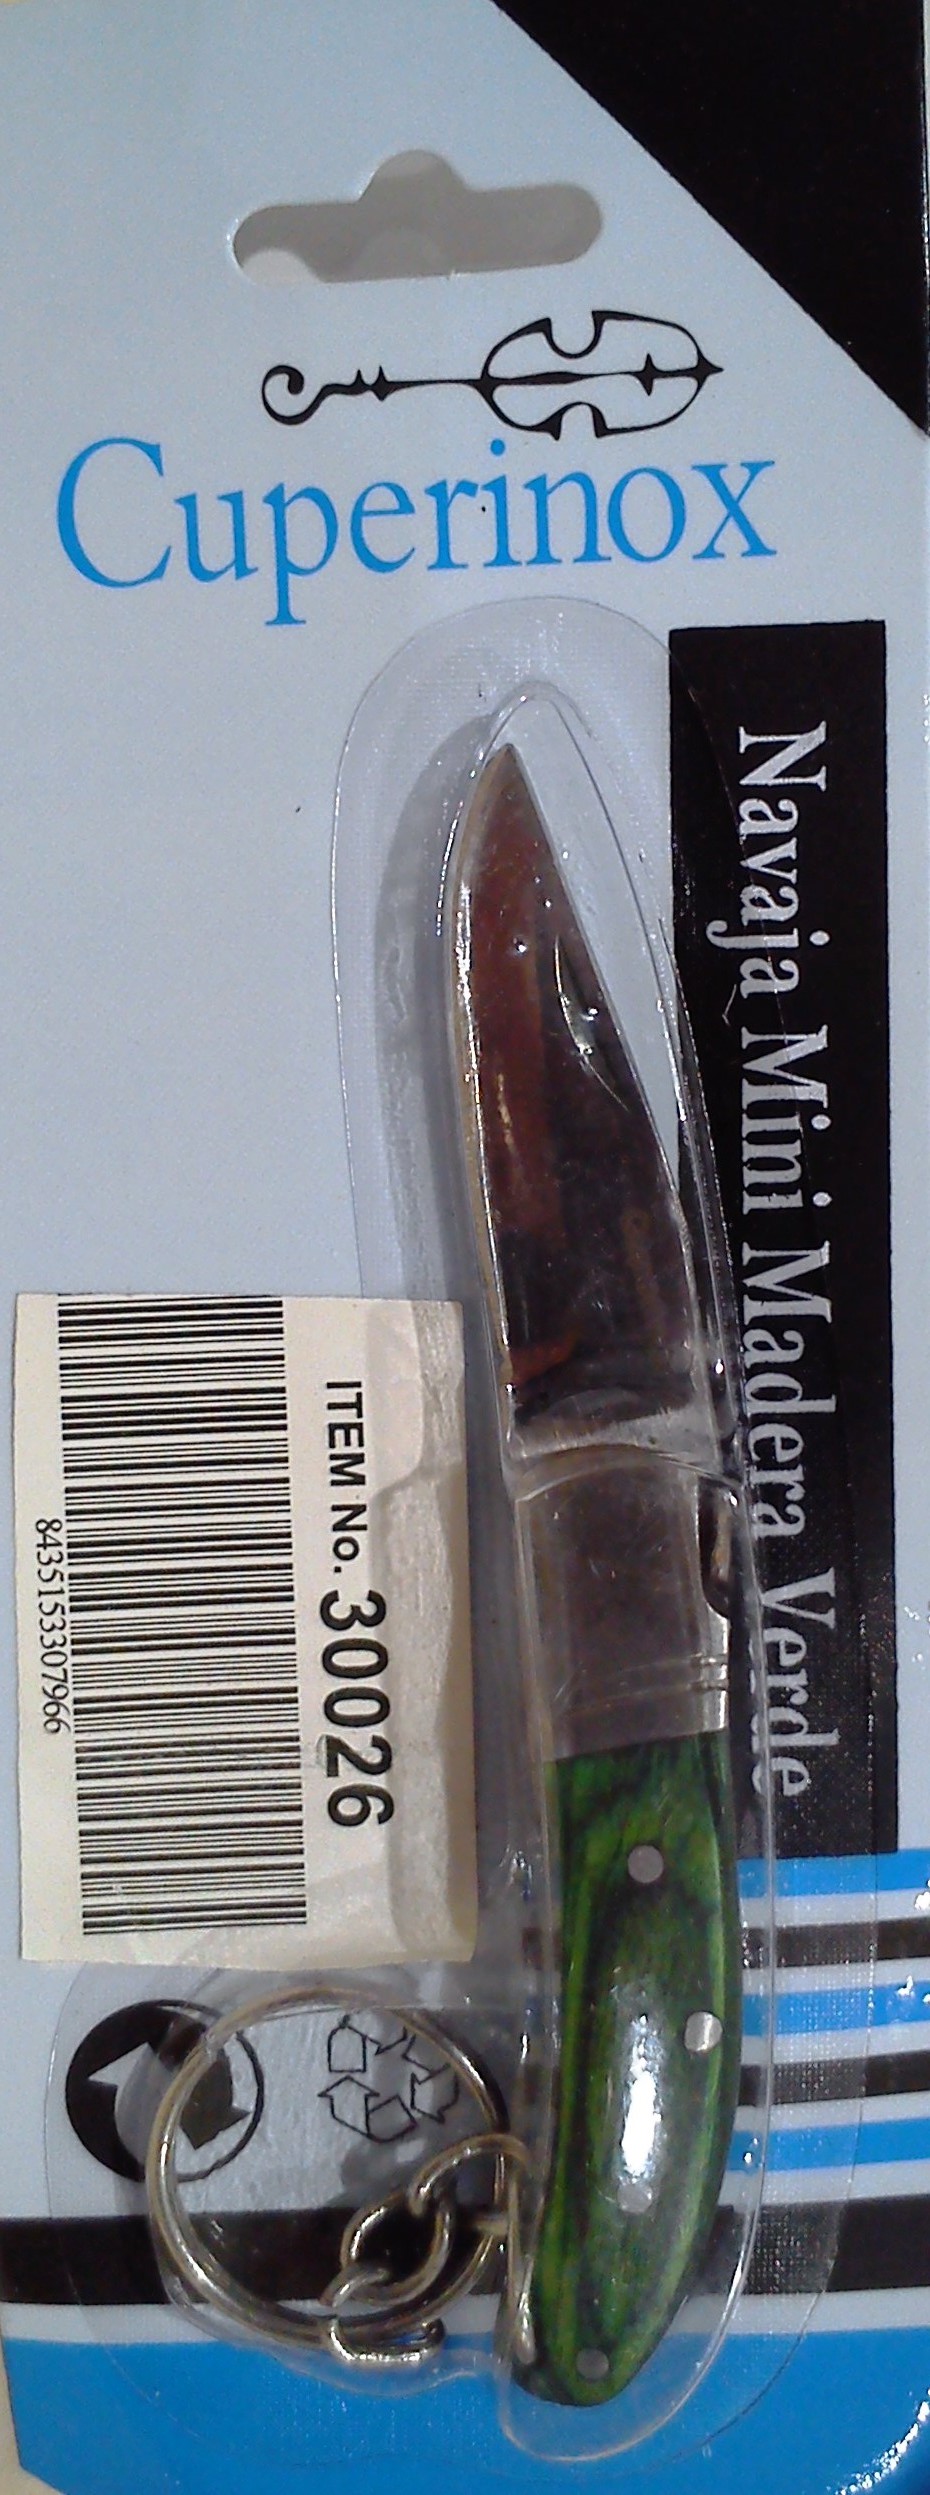 Cuperinox
Navaja Mini Madera Verde
ITEM No. 30026
8435153307966